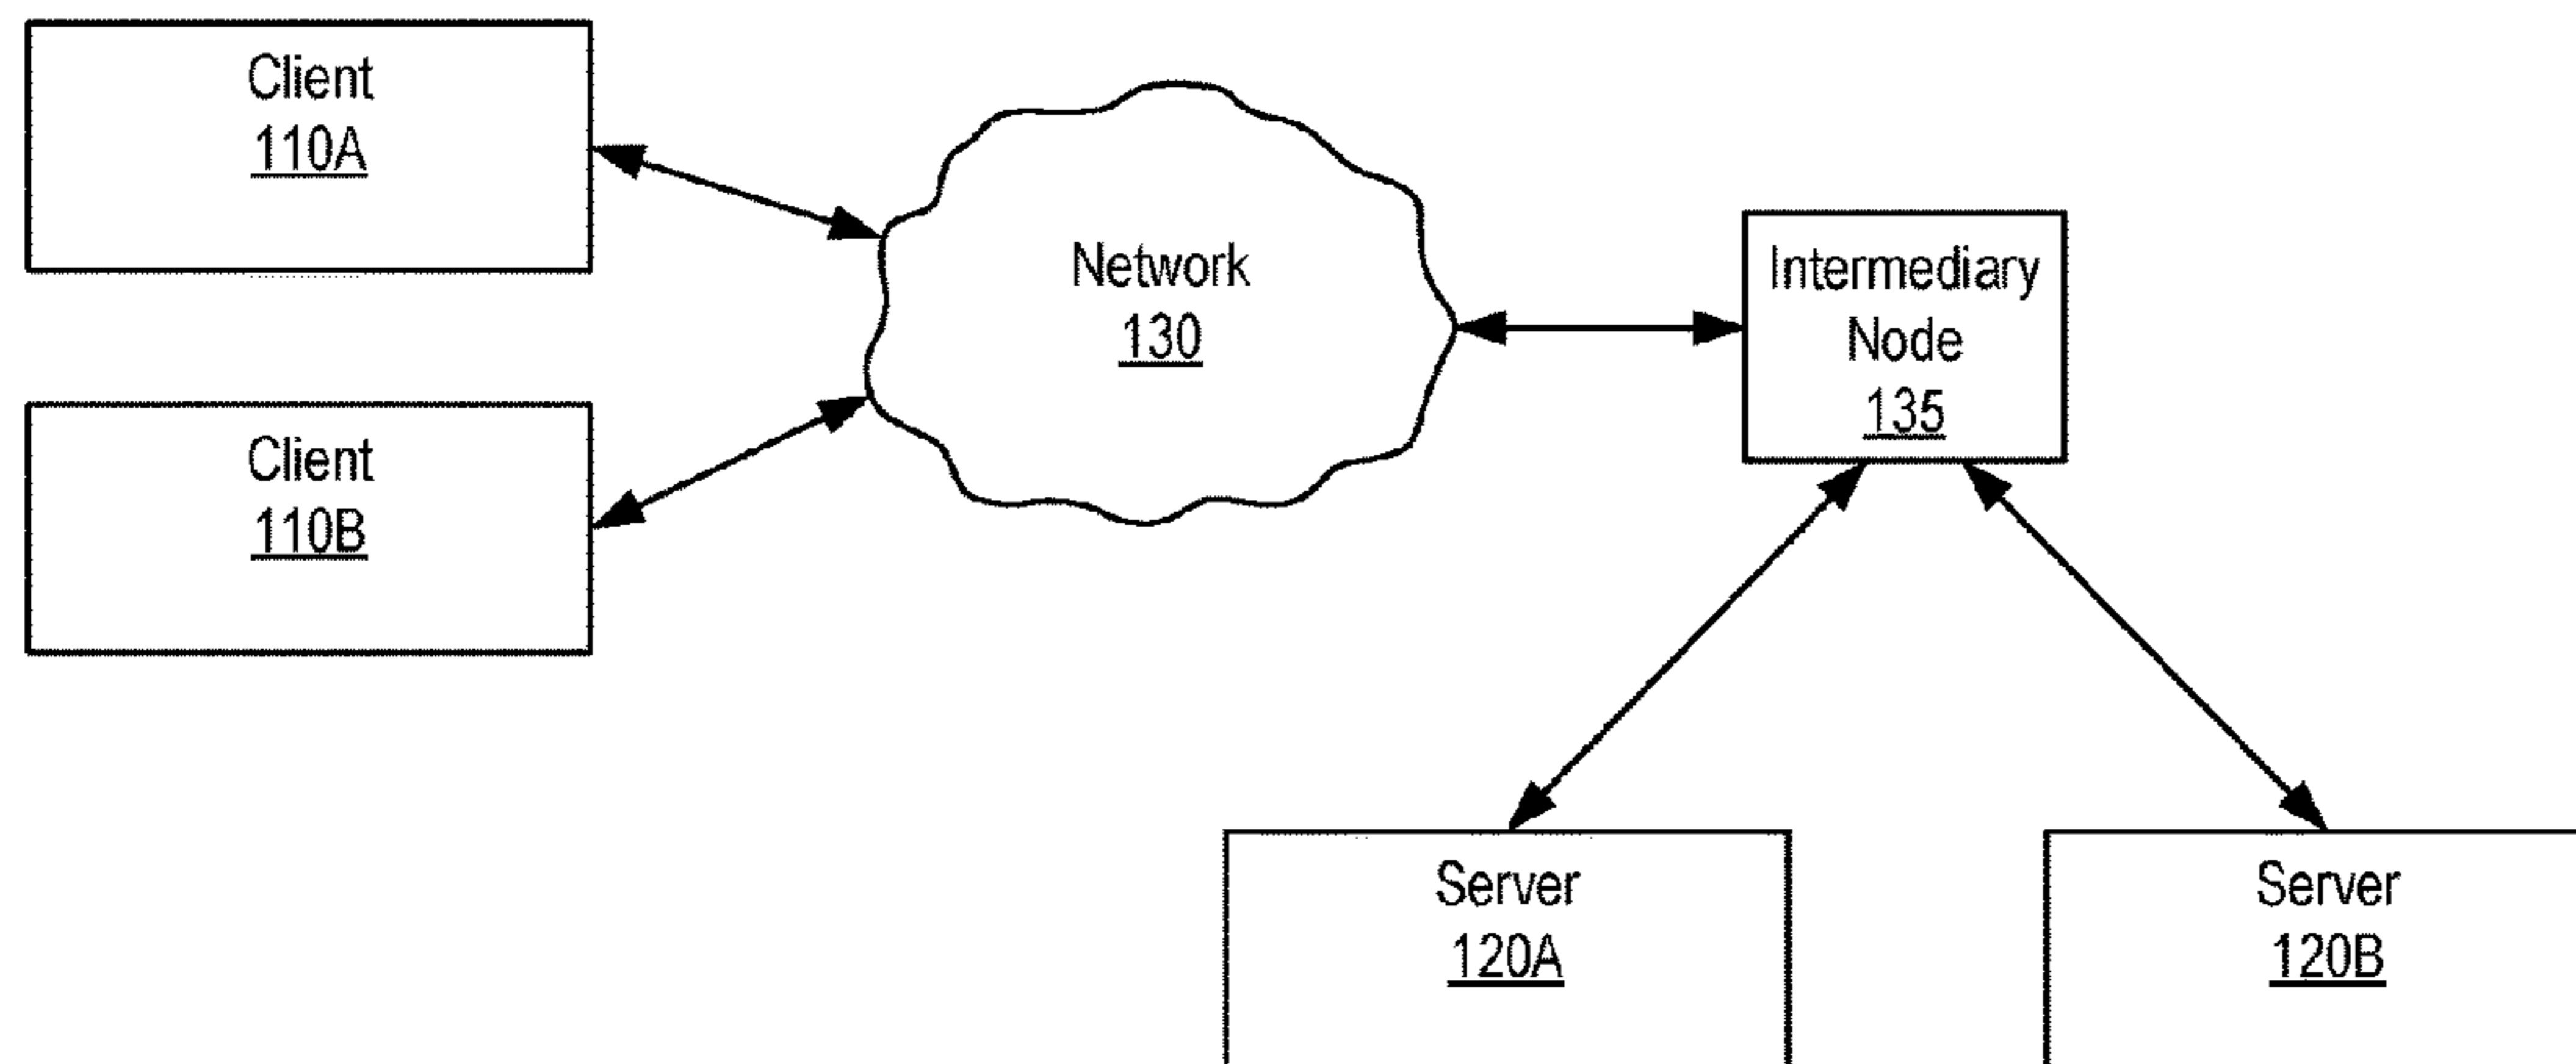 Client
110A
Network
130
Intermediary
Node
135
Client
110B
Server
120A
Server
120B